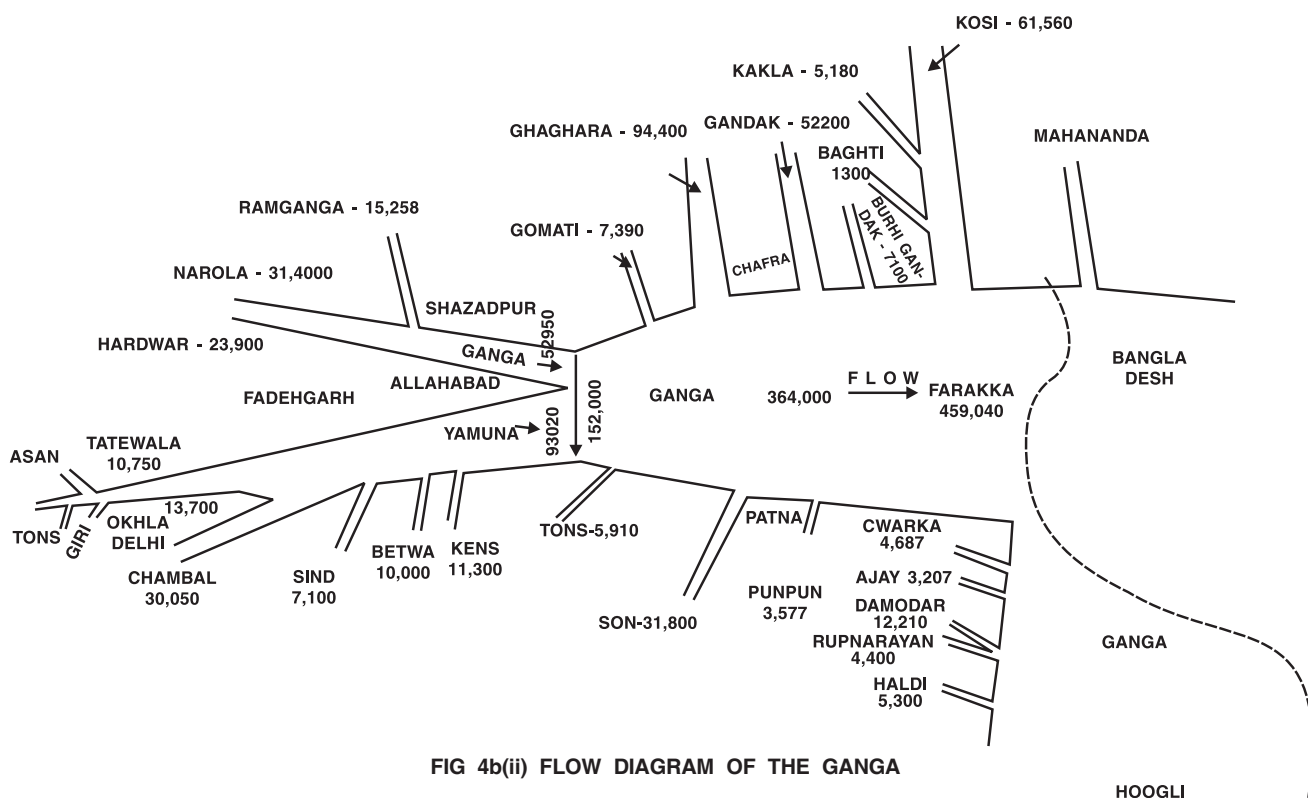 KOSI - 61,560
KAKLA - 5,180
GHAGHARA - 94,400
GANDAK - 52200
BAGHTI
1300
MAHANANDA
RAMGANGA - 15,258
GOMATI - 7,390
BURHI GAN-
DAK - 7100
CHAFRA
NAROLA - 31,4000
SHAZADPUR
HARDWAR - 23,900
GANGA
52950
ALLAHABAD
FADEHGARH
GANGA
364,000
FLOW
FARAKKA
459,040
BANGLA
DESH
YAMUNA
93020
152,000
ASAN
TATEWALA
10,750
13,700
TONS
GIRI
OKHLA
DELHI
CHAMBAL
30,050
SIND
7,100
BETWA
10,000
KENS
11,300
TONS-5,910
PATNA
SON-31,800
PUNPUN
3,577
CWARKA
4,687
AJAY 3,207
DAMODAR
12,210
RUPNARAYAN
4,400
HALDI
5,300
GANGA
FIG 4b(ii) FLOW DIAGRAM OF THE GANGA
HOOGLI